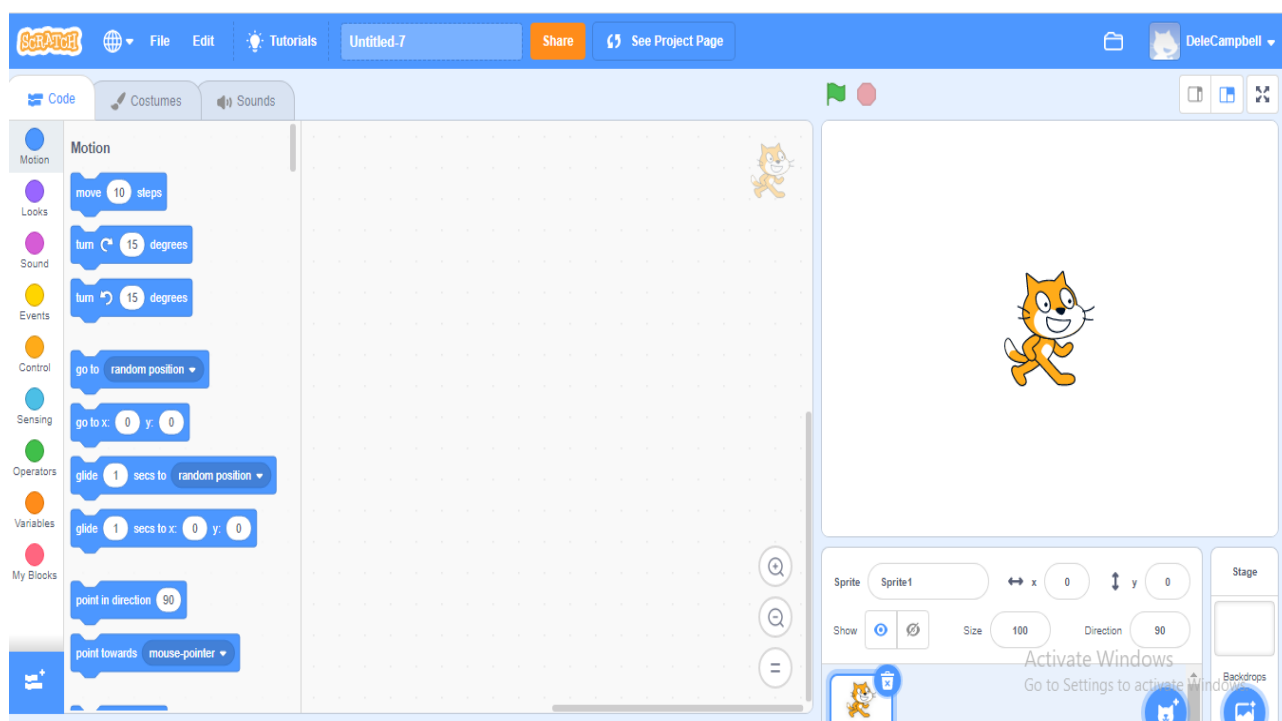 SCRATCH File Edit Tutorials Untitled-7 Share See Project Page DeleCampbell
Code Costumes Sounds
Motion
Looks
Sound
Events
Control
Sensing
Operators
Variables
My Blocks
Motion
move 10 steps
turn 15 degrees
turn 15 degrees
go to random position
go to x: 0 y: 0
glide 1 secs to random position
glide 1 secs to x: 0 y: 0
point in direction 90
point towards mouse-pointer
=
Sprite Sprite1 x 0 y 0
Show Size 100 Direction 90
Stage
Backdrops
Activate Windows
Go to Settings to activate Windows.